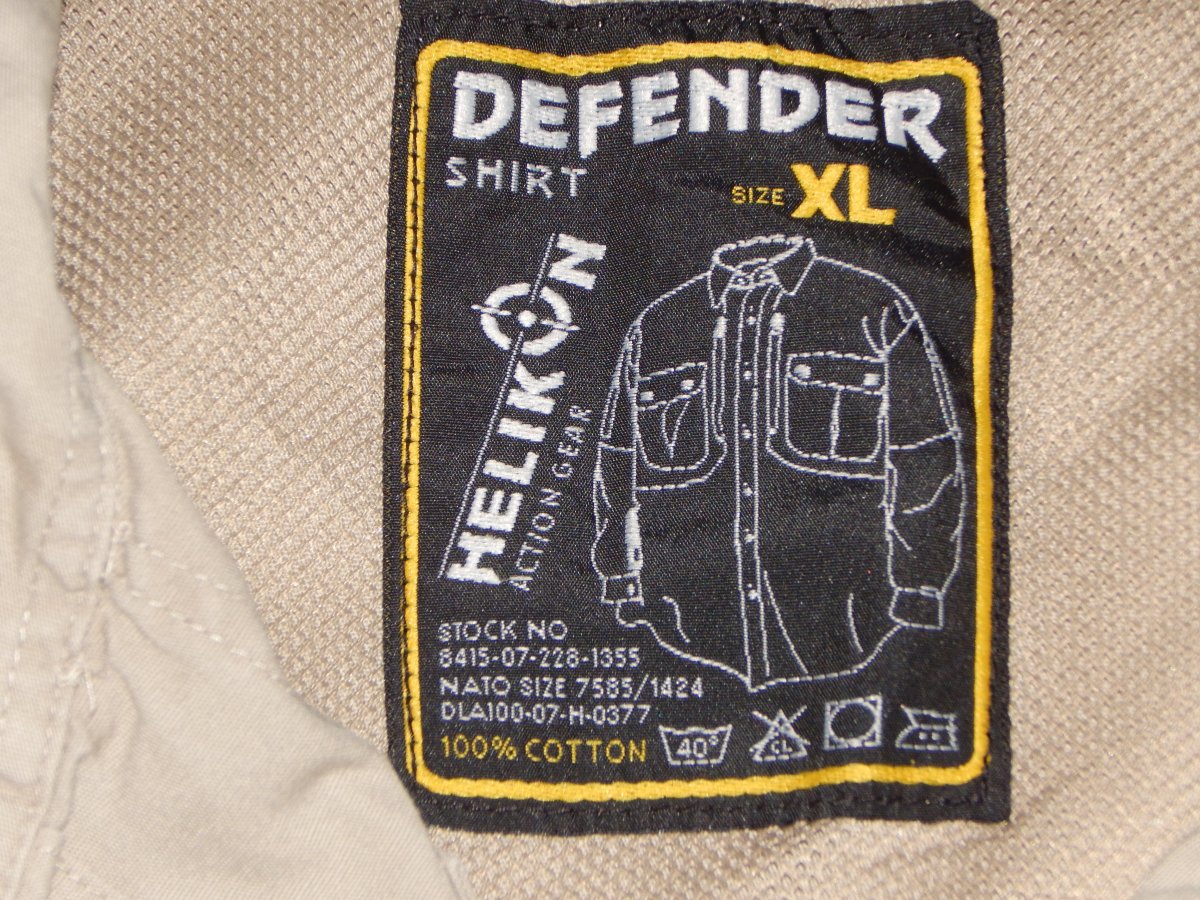 DEFENDER
SHIRT
SIZE XL
HELIKON
ACTION GEAR
STOCK NO
8415-07-228-1355
NATO SIZE 7585/1424
DLA100-07-H-0377
100% COTTON
40°
CL